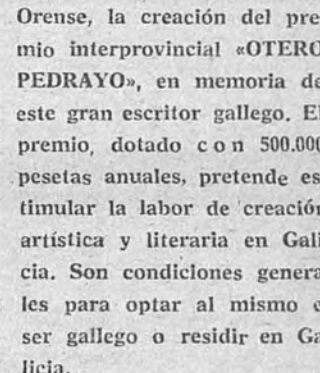 Orense, la creación del pre
mio interprovincial «OTERO
PEDRAYO», en memoria de
este gran escritor gallego. El
premio, dotado con 500.000
pesetas anuales, pretende es
timular la labor de creación
artística y literaria en Gali
cia. Son condiciones genera
les para optar al mismo e
ser gallego o residir en Ga
licia.